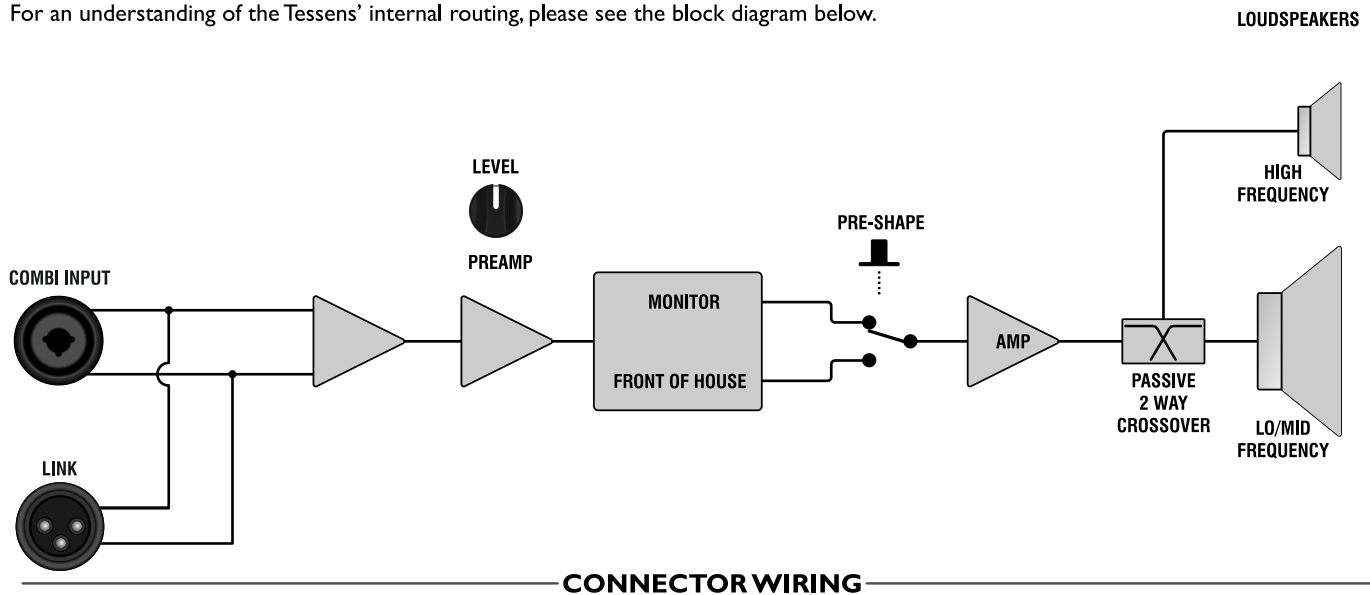 For an understanding of the Tessens' internal routing, please see the block diagram below.
LOUDSPEAKERS
LEVEL
PREAMP
PRE-SHAPE
HIGH
FREQUENCY
COMBI INPUT
MONITOR
FRONT OF HOUSE
AMP
PASSIVE
2 WAY
CROSSOVER
LO/MID
FREQUENCY
LINK
CONNECTOR WIRING